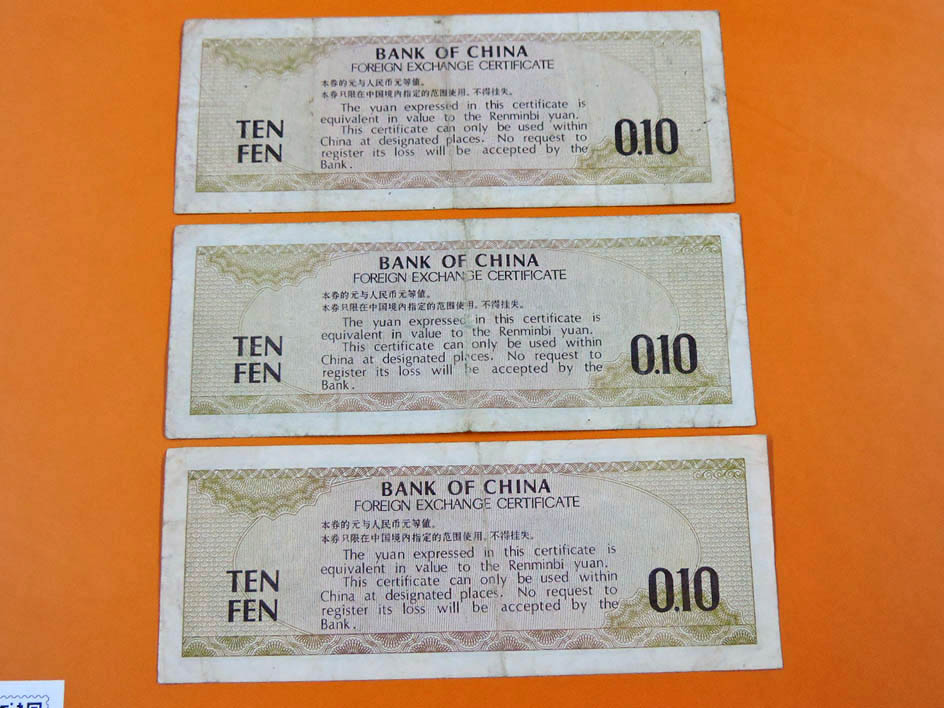 BANK OF CHINA
FOREIGN EXCHANGE CERTIFICATE
本券的元与人民币元等值。
本券只限在中国境内指定的范围使用，不得挂失。
The yuan expressed in this certificate is
equivalent in value to the Renminbi yuan.
This certificate can only be used within
China at designated places. No request to
register its loss will be accepted by the
Bank.
TEN
FEN
0.10
BANK OF CHINA
FOREIGN EXCHANGE CERTIFICATE
本券的元与人民币元等值。
本券只限在中国境内指定的范围使用，不得挂失。
The yuan expressed in this certificate is
equivalent in value to the Renminbi yuan.
This certificate can only be used within
China at designated places. No request to
register its loss will be accepted by the
Bank.
TEN
FEN
0.10
BANK OF CHINA
FOREIGN EXCHANGE CERTIFICATE
本券的元与人民币元等值。
本券只限在中国境内指定的范围使用，不得挂失。
The yuan expressed in this certificate is
equivalent in value to the Renminbi yuan.
This certificate can only be used within
China at designated places. No request to
register its loss will be accepted by the
Bank.
TEN
FEN
0.10